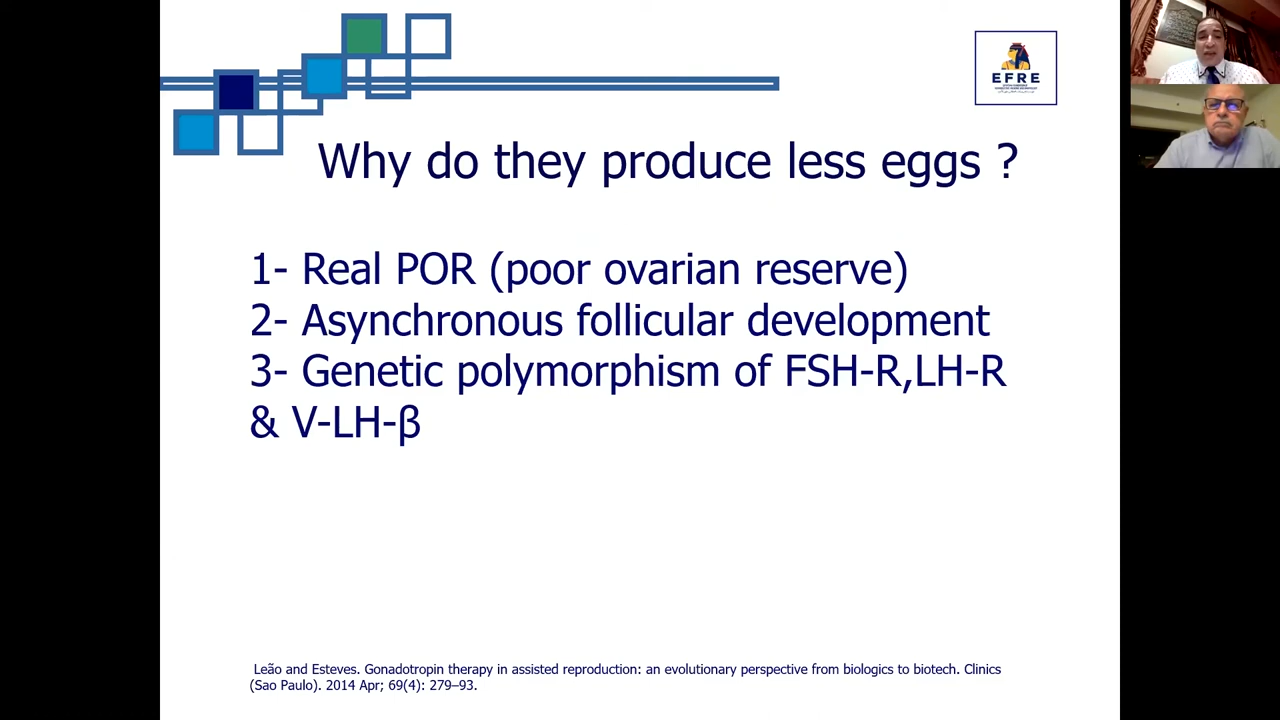 EFRE
Why do they produce less eggs ?
1- Real POR (poor ovarian reserve)
2- Asynchronous follicular development
3- Genetic polymorphism of FSH-R,LH-R
& V-LH-β
Leão and Esteves. Gonadotropin therapy in assisted reproduction: an evolutionary perspective from biologics to biotech. Clinics
(Sao Paulo). 2014 Apr; 69(4): 279–93.